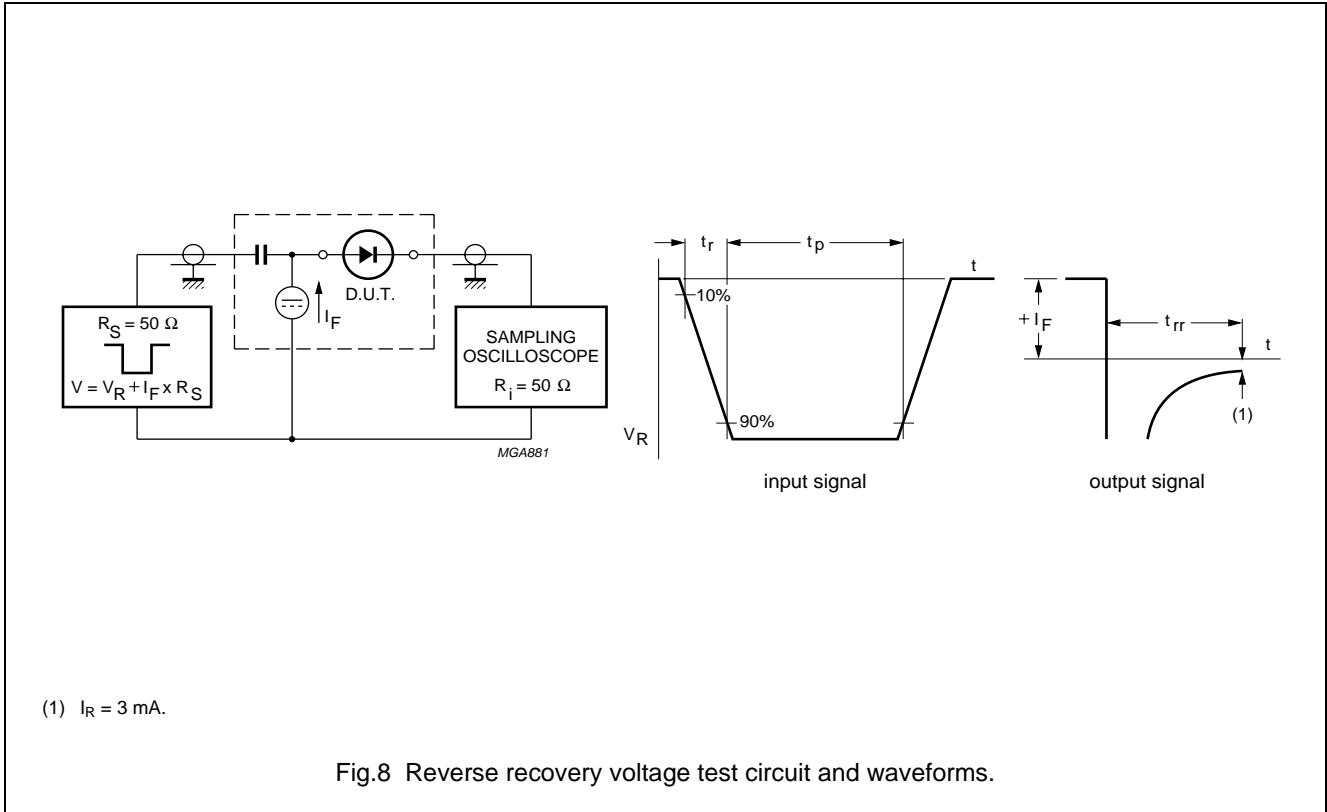 R_S = 50 Ω
V = V_R + I_F x R_S
I_F
D.U.T.
SAMPLING
OSCILLOSCOPE
R_i = 50 Ω
MGA881
t_r
t_p
t
10%
90%
V_R
input signal
+ I_F
t_rr
t
(1)
output signal
(1) I_R = 3 mA.
Fig.8 Reverse recovery voltage test circuit and waveforms.